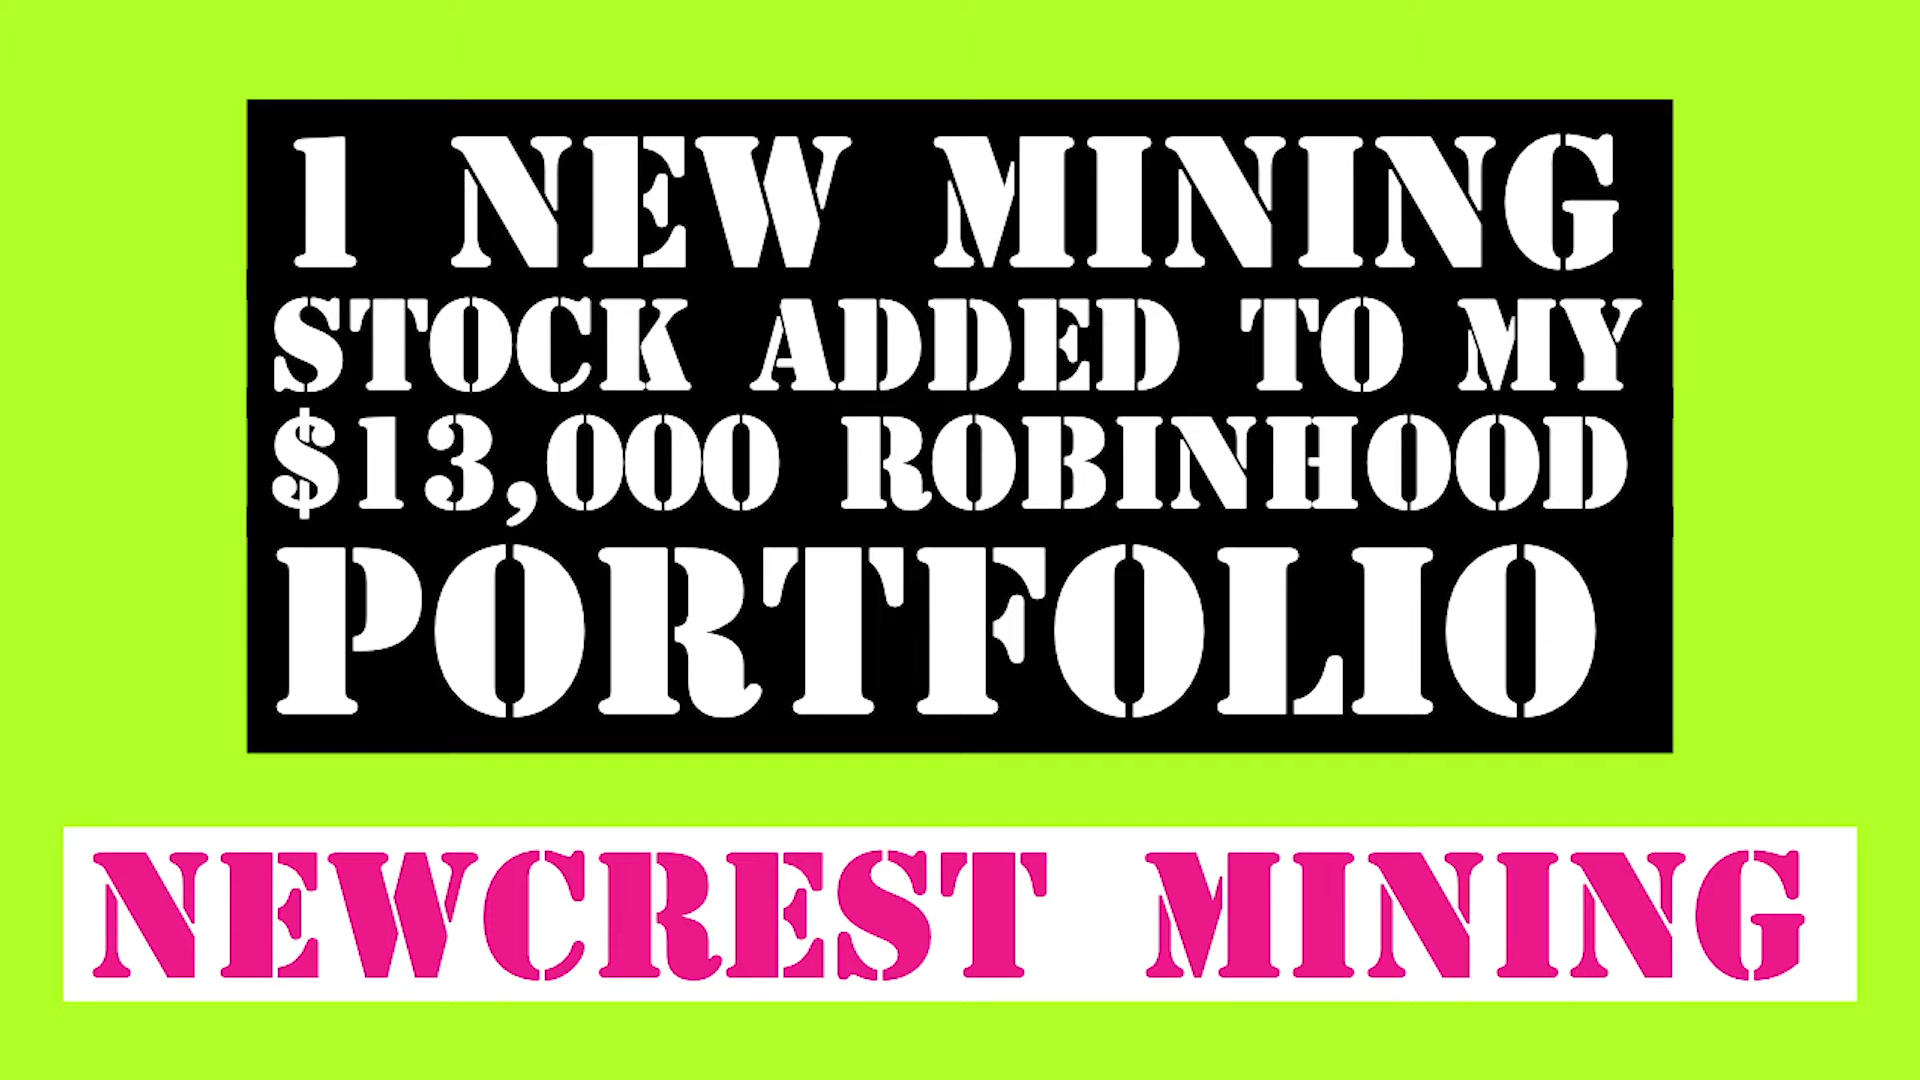 1 NEW MINING
STOCK ADDED TO MY
$13,000 ROBINHOOD
PORTFOLIO
NEWCREST MINING